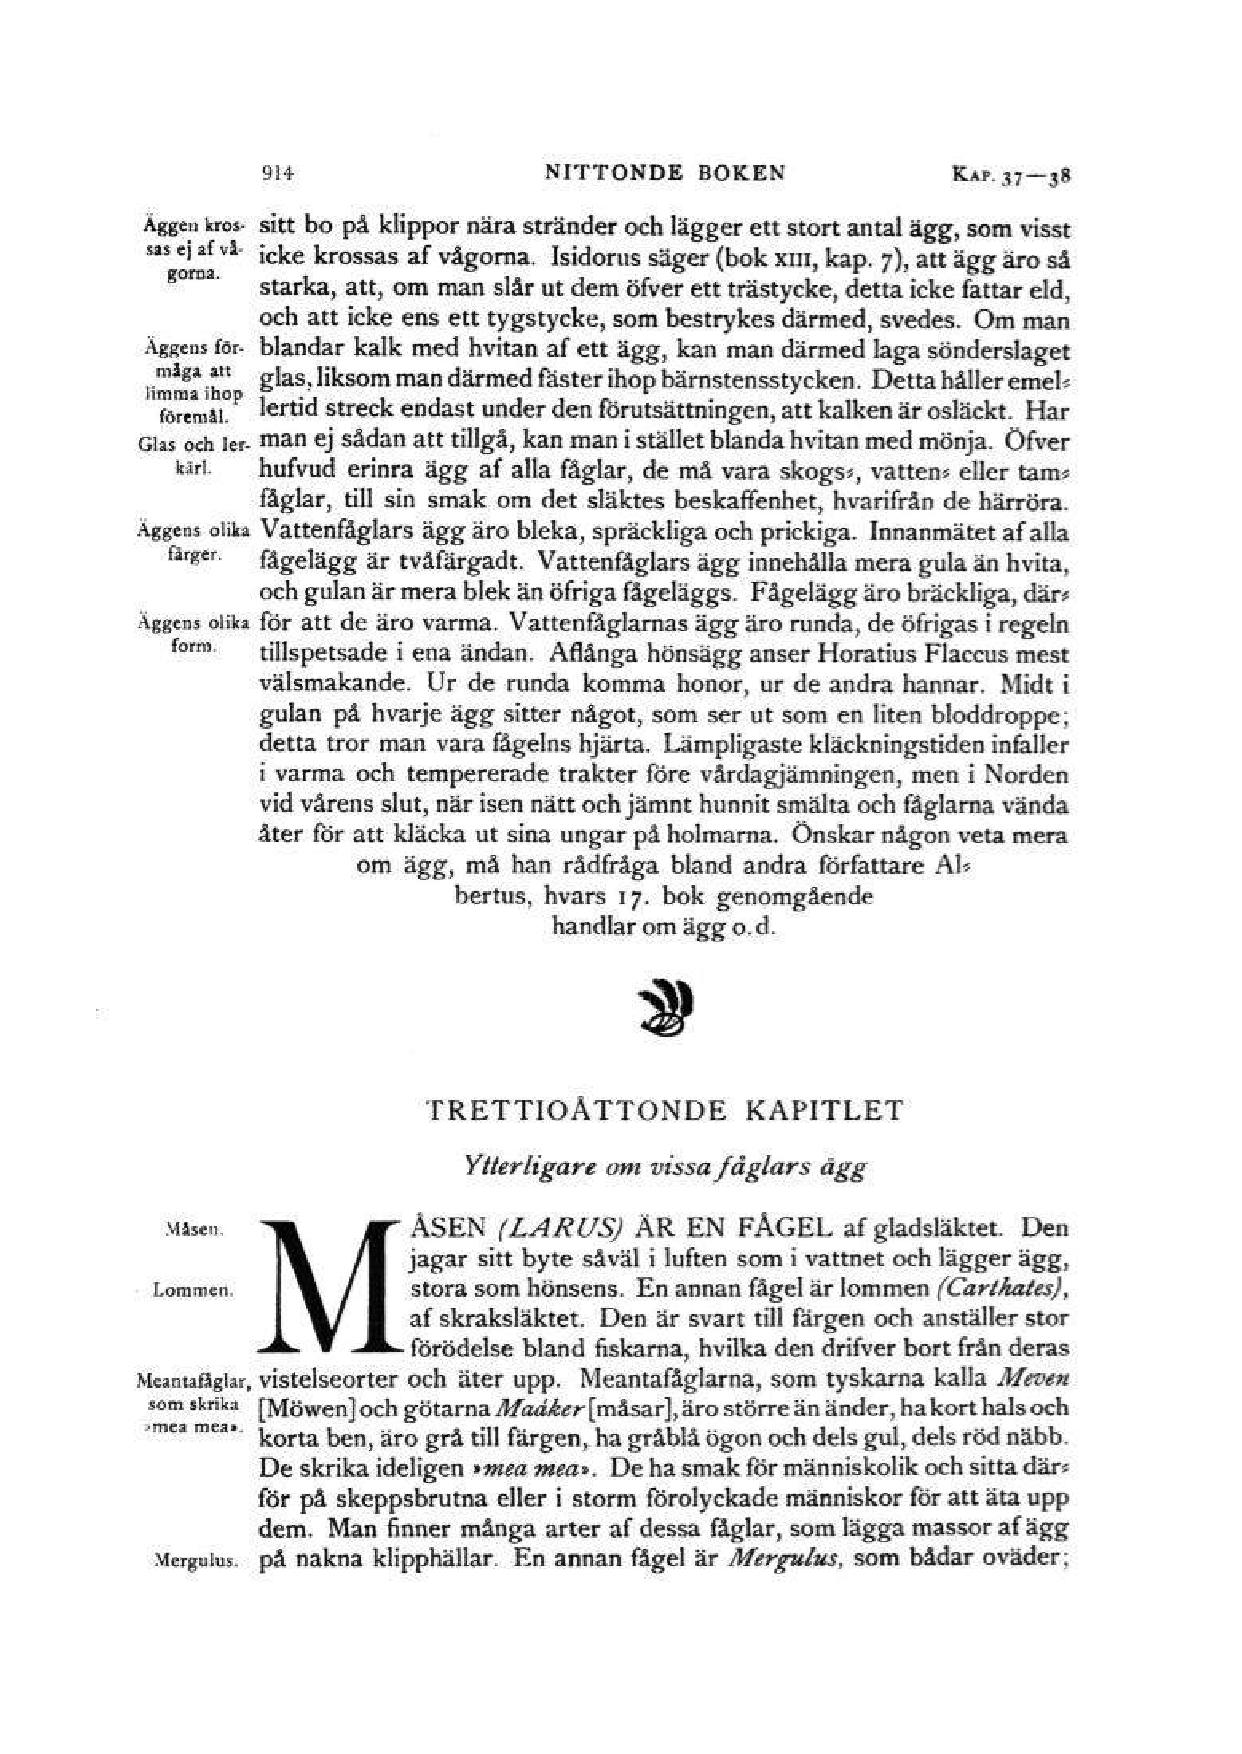 914 NITTONDE BOKEN KAP. 37—38
Äggen kros-
sas ej af vå-
gorna.
sitt bo på klippor nära stränder och lägger ett stort antal ägg, som visst
icke krossas af vågorna. Isidorus säger (bok XIII, kap. 7), att ägg äro så
starka, att, om man slår ut dem öfver ett trästycke, detta icke fattar eld,
och att icke ens ett tygstycke, som bestrykes därmed, svedes. Om man
Äggens för-
måga att
limma ihop
föremål.
blandar kalk med hvitan af ett ägg, kan man därmed laga sönderslaget
glas, liksom man därmed fäster ihop bärnstensstycken. Detta håller emel-
lertid streck endast under den förutsättningen, att kalken är osläckt. Har
Glas och ler-
kärl.
man ej sådan att tillgå, kan man i stället blanda hvitan med mönja. Öfver
hufvud erinra ägg af alla fåglar, de må vara skogs-, vatten- eller tam-
fåglar, till sin smak om det släktes beskaffenhet, hvarifrån de härröra.
Äggens olika
färger.
Vattenfåglars ägg äro bleka, spräckliga och prickiga. Innanmätet af alla
fågelägg är tvåfärgadt. Vattenfåglars ägg innehålla mera gula än hvita,
och gulan är mera blek än öfriga fågeläggs. Fågelägg äro bräckliga, där-
Äggens olika
form.
för att de äro varma. Vattenfåglarnas ägg äro runda, de öfrigas i regeln
tillspetsade i ena ändan. Aflånga hönsägg anser Horatius Flaccus mest
välsmakande. Ur de runda komma honor, ur de andra hannar. Midt i
gulan på hvarje ägg sitter något, som ser ut som en liten bloddroppe;
detta tror man vara fågelns hjärta. Lämpligaste kläckningstiden infaller
i varma och tempererade trakter före vårdagjämningen, men i Norden
vid vårens slut, när isen nätt och jämnt hunnit smälta och fåglarna vända
åter för att kläcka ut sina ungar på holmarna. Önskar någon veta mera
om ägg, må han rådfråga bland andra författare Al-
bertus, hvars 17. bok genomgående
handlar om ägg o. d.
TRETTIOÅTTONDE KAPITLET
Ytterligare om vissa fåglars ägg
Måsen.
MÅSEN (LARUS) ÄR EN FÅGEL af gladsläktet. Den
jagar sitt byte såväl i luften som i vattnet och lägger ägg,
Lommen.
stora som hönsens. En annan fågel är lommen (Carthates),
af skraksläktet. Den är svart till färgen och anställer stor
förödelse bland fiskarna, hvilka den drifver bort från deras
Meantafåglar,
som skrika
»mea mea».
vistelseorter och äter upp. Meantafåglarna, som tyskarna kalla Meven
[Möwen] och götarna Maåker [måsar], äro större än änder, ha kort hals och
korta ben, äro grå till färgen, ha gråblå ögon och dels gul, dels röd näbb.
De skrika ideligen »mea mea». De ha smak för människolik och sitta där-
för på skeppsbrutna eller i storm förolyckade människor för att äta upp
dem. Man finner många arter af dessa fåglar, som lägga massor af ägg
Mergulus.
på nakna klipphällar. En annan fågel är Mergulus, som bådar oväder;